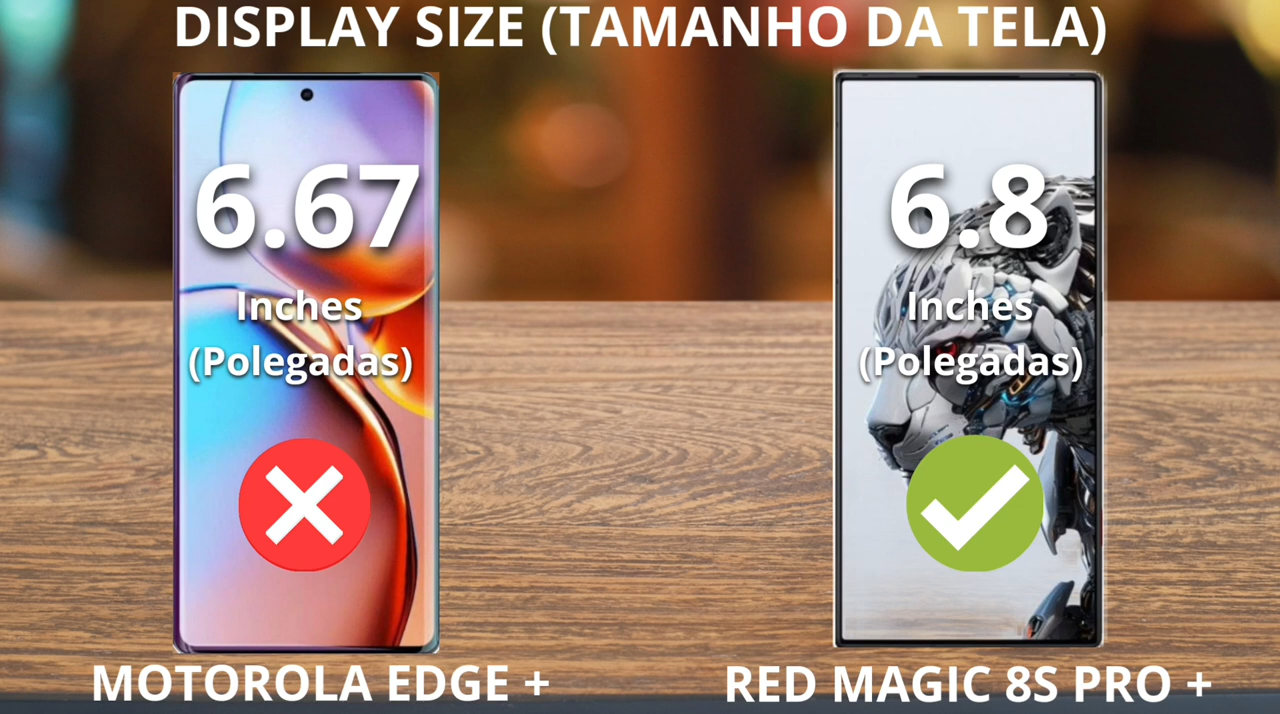 DISPLAY SIZE (TAMANHO DA TELA)
6.67
Inches
(Polegadas)
MOTOROLA EDGE +
6.8
Inches
(Polegadas)
RED MAGIC 8S PRO +